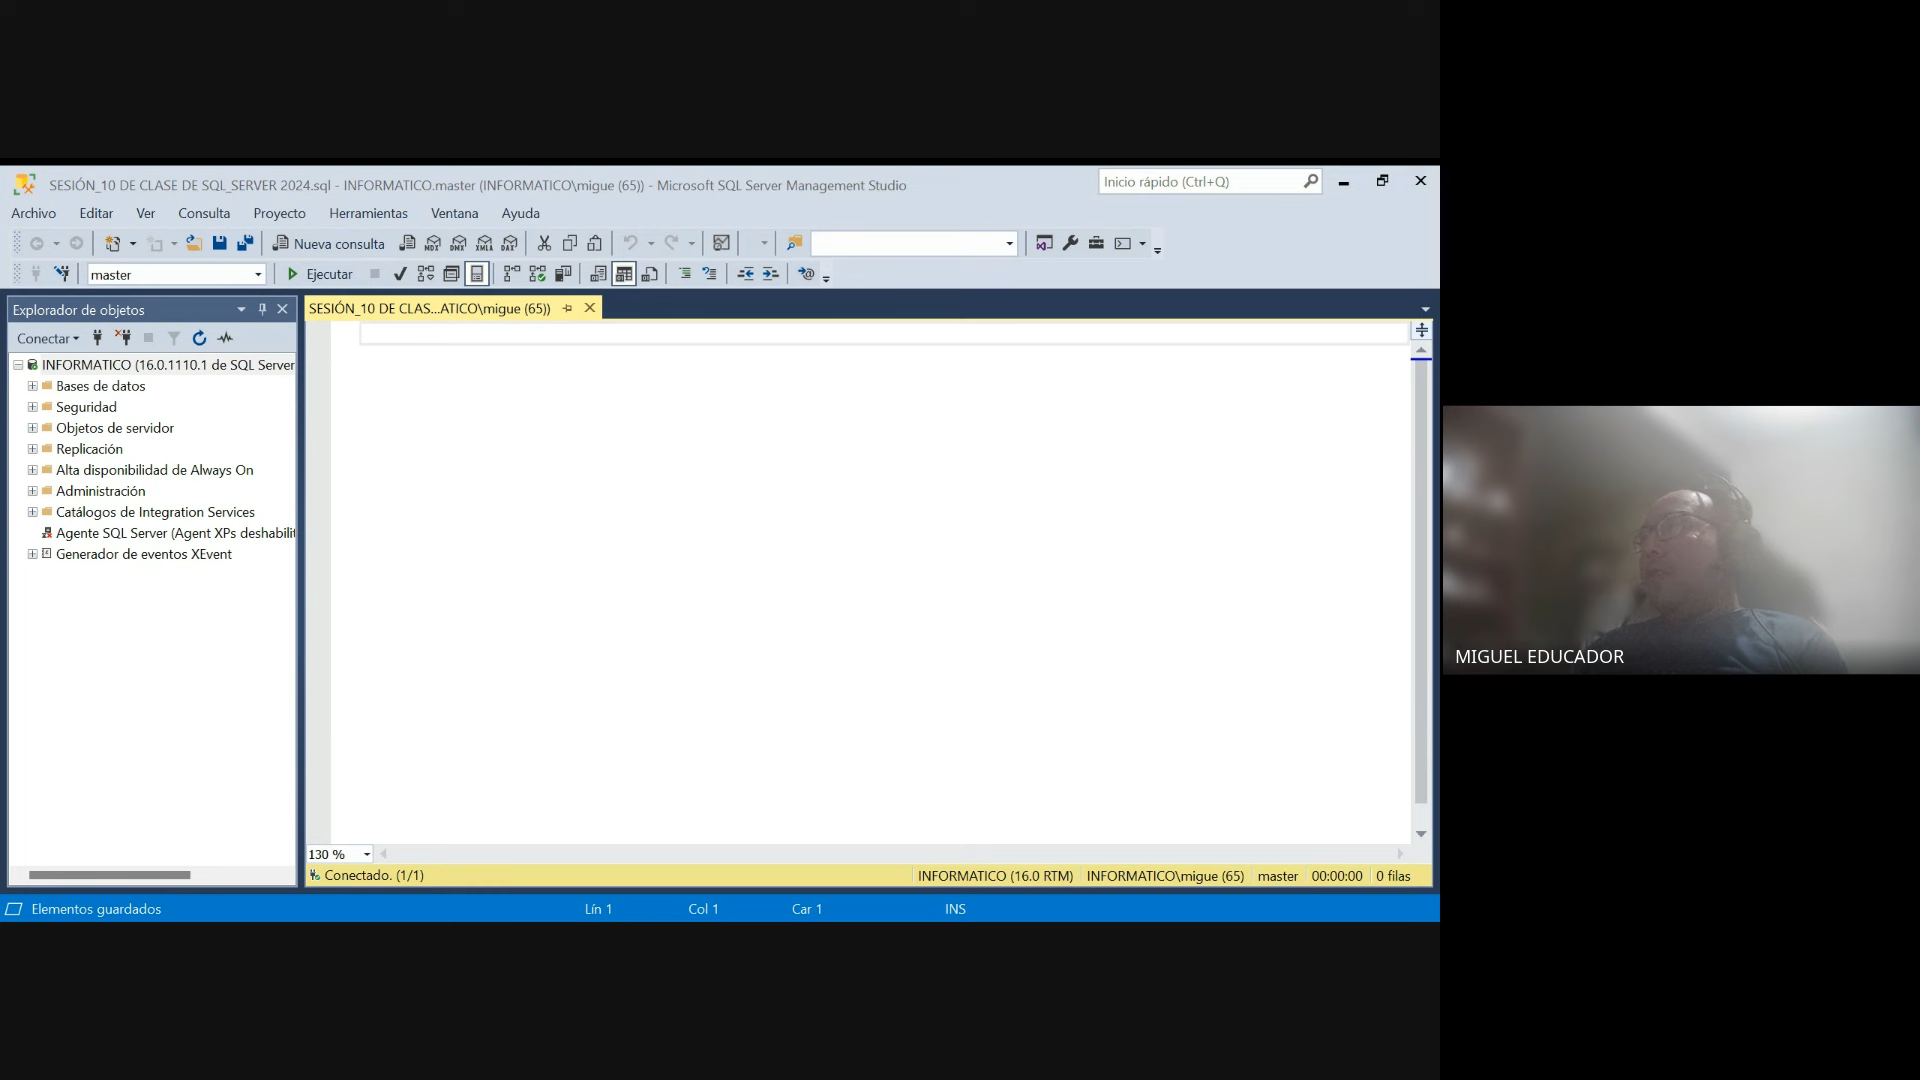 SESIÓN_10 DE CLASE DE SQL_SERVER 2024.sql - INFORMATICO.master (INFORMATICO\migue (65)) - Microsoft SQL Server Management Studio
Inicio rápido (Ctrl+Q)
Archivo Editar Ver Consulta Proyecto Herramientas Ventana Ayuda
Nueva consulta MDX DMX XMLA DAX
master Ejecutar
Explorador de objetos
SESIÓN_10 DE CLAS...ATICO\migue (65))
Conectar
INFORMATICO (16.0.1110.1 de SQL Server
Bases de datos
Seguridad
Objetos de servidor
Replicación
Alta disponibilidad de Always On
Administración
Catálogos de Integration Services
Agente SQL Server (Agent XPs deshabilit
Generador de eventos XEvent
MIGUEL EDUCADOR
130 %
Conectado. (1/1) INFORMATICO (16.0 RTM) INFORMATICO\migue (65) master 00:00:00 0 filas
Elementos guardados Lín 1 Col 1 Car 1 INS